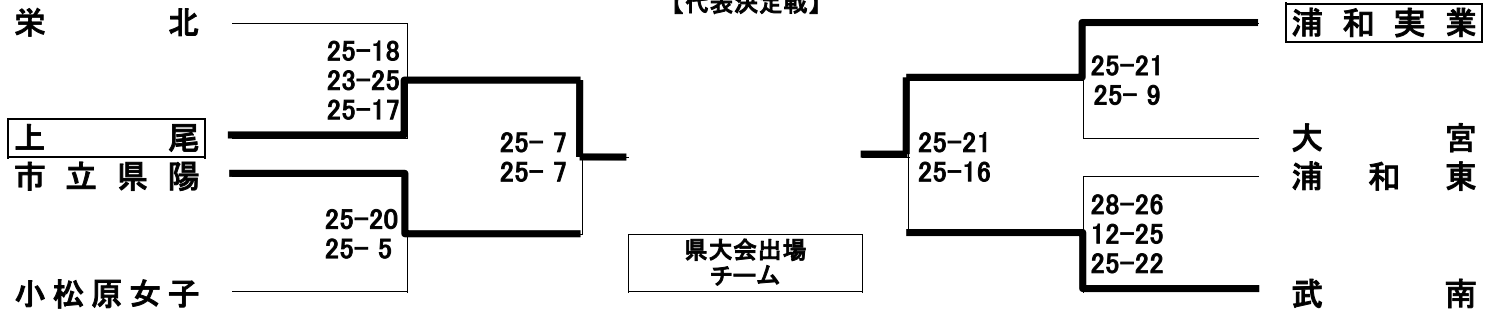 【代表決定戦】
栄北
25-18
23-25
25-17
上尾
市立県陽
25-20
25- 5
小松原女子
25- 7
25- 7
県大会出場
チーム
25-21
25-16
浦和実業
25-21
25- 9
大宮
浦和東
28-26
12-25
25-22
武南